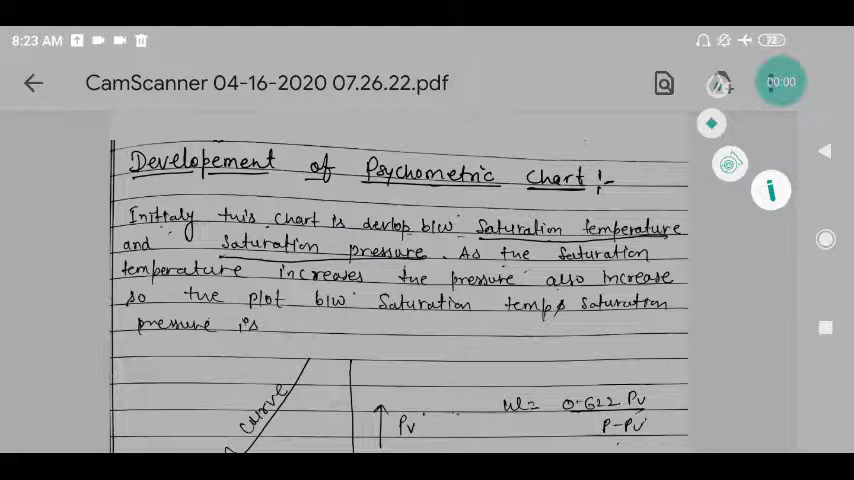 8:23 AM
72
CamScanner 04-16-2020 07.26.22.pdf
00:00
Developement of Psychometric Chart :-
Initialy this chart is devlop b/w Saturation temperature
and Saturation pressure. As the Saturation
temperature increases the pressure also increase
so the plot b/w Saturation temp & saturation
pressure is
curve
Pv
w = 0.622 Pv
P-Pv